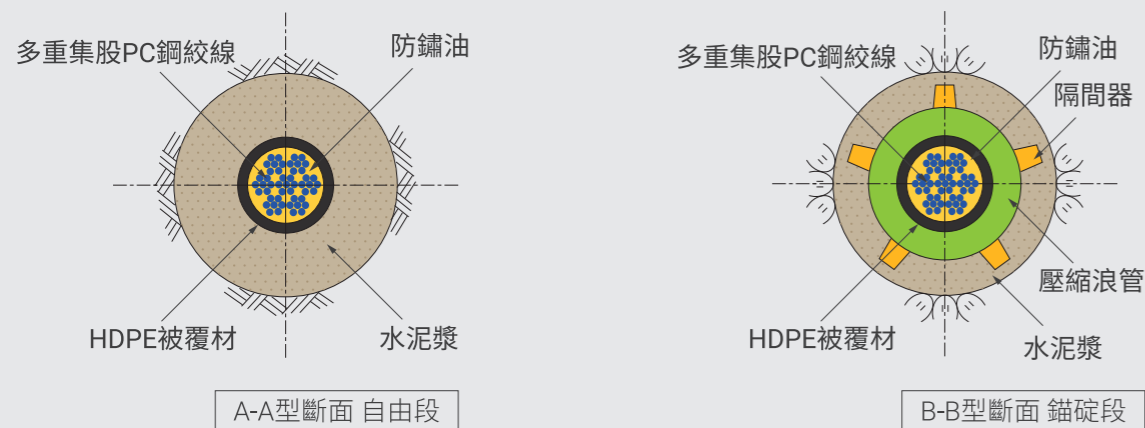 多重集股PC鋼絞線
防鏽油
HDPE被覆材
水泥漿
A-A型斷面 自由段
多重集股PC鋼絞線
防鏽油
隔間器
壓縮浪管
HDPE被覆材
水泥漿
B-B型斷面 錨碇段